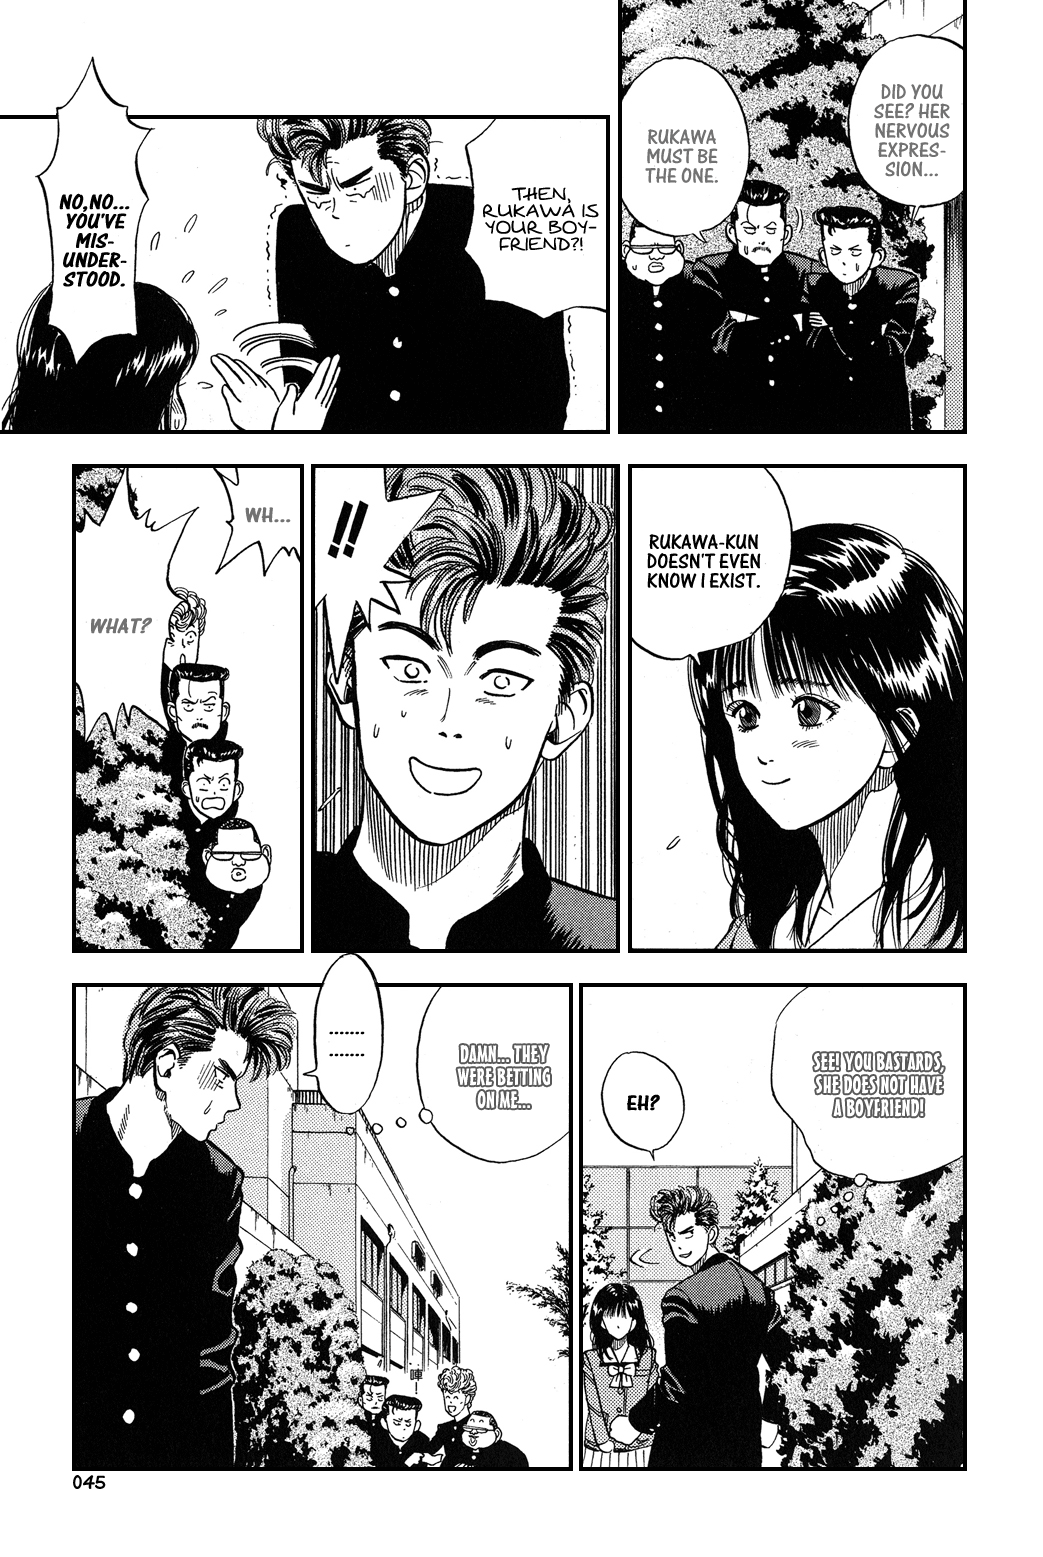 DID YOU
SEE? HER
NERVOUS
EXPRES-
SION...
RUKAWA
MUST BE
THE ONE.
THEN,
RUKAWA IS
YOUR BOY-
FRIEND?!
NO,NO...
YOU'VE
MIS-
UNDER-
STOOD.
RUKAWA-KUN
DOESN'T EVEN
KNOW I EXIST.
!!
WH...
WHAT?
SEE! YOU BASTARDS,
SHE DOES NOT HAVE
A BOYFRIEND!
EH?
DAMN... THEY
WERE BETTING
ON ME...
.......
.......
045